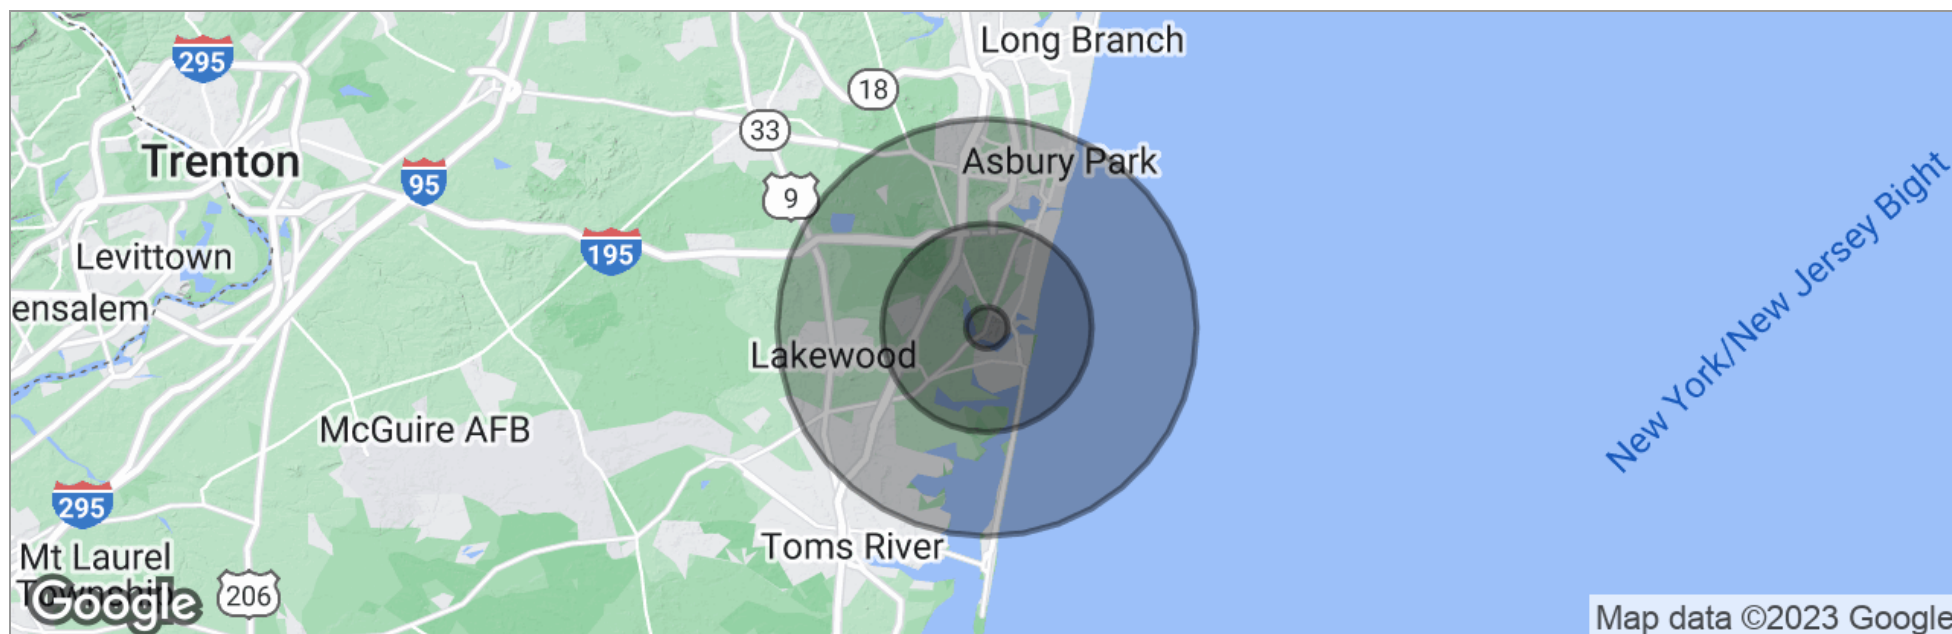 Long Branch
295
18
33
Asbury Park
Trenton
95
9
195
Levittown
ensalem
Lakewood
McGuire AFB
New York/New Jersey Bight
295
Toms River
Mt Laurel
Township
Google
206
Map data ©2023 Google